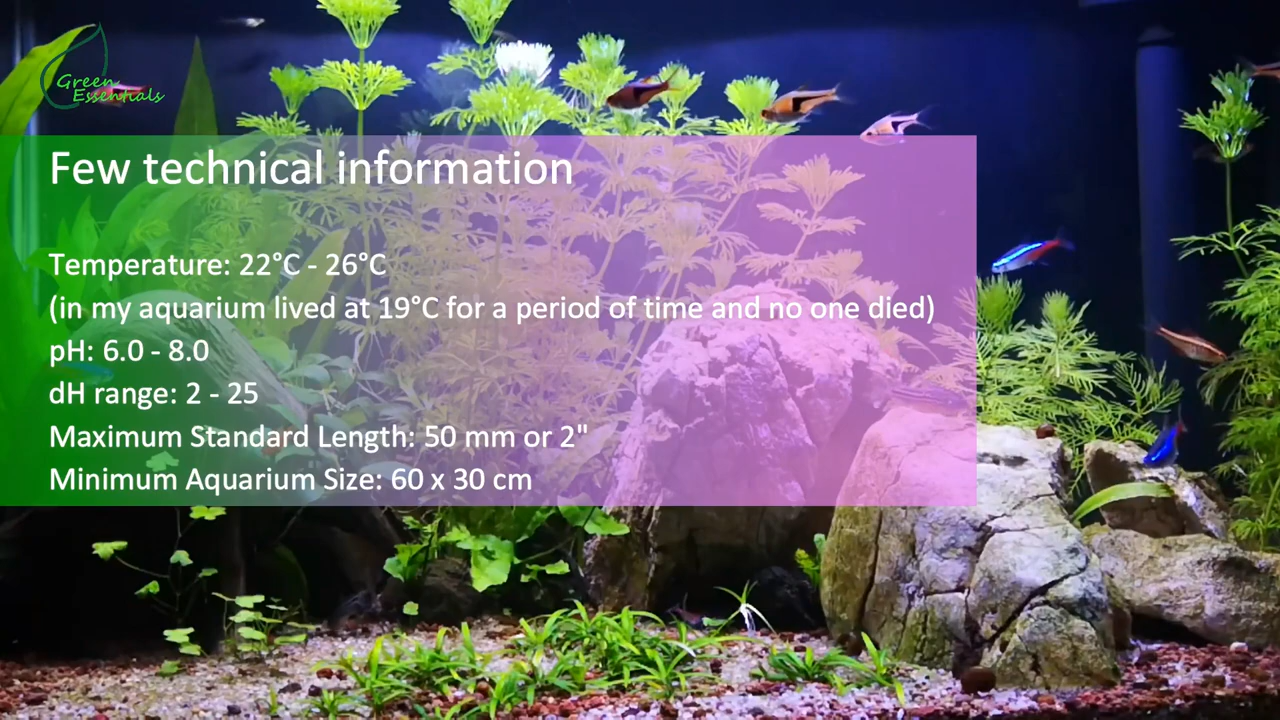 Green
Essentials
Few technical information
Temperature: 22°C - 26°C
(in my aquarium lived at 19°C for a period of time and no one died)
pH: 6.0 - 8.0
dH range: 2 - 25
Maximum Standard Length: 50 mm or 2"
Minimum Aquarium Size: 60 x 30 cm